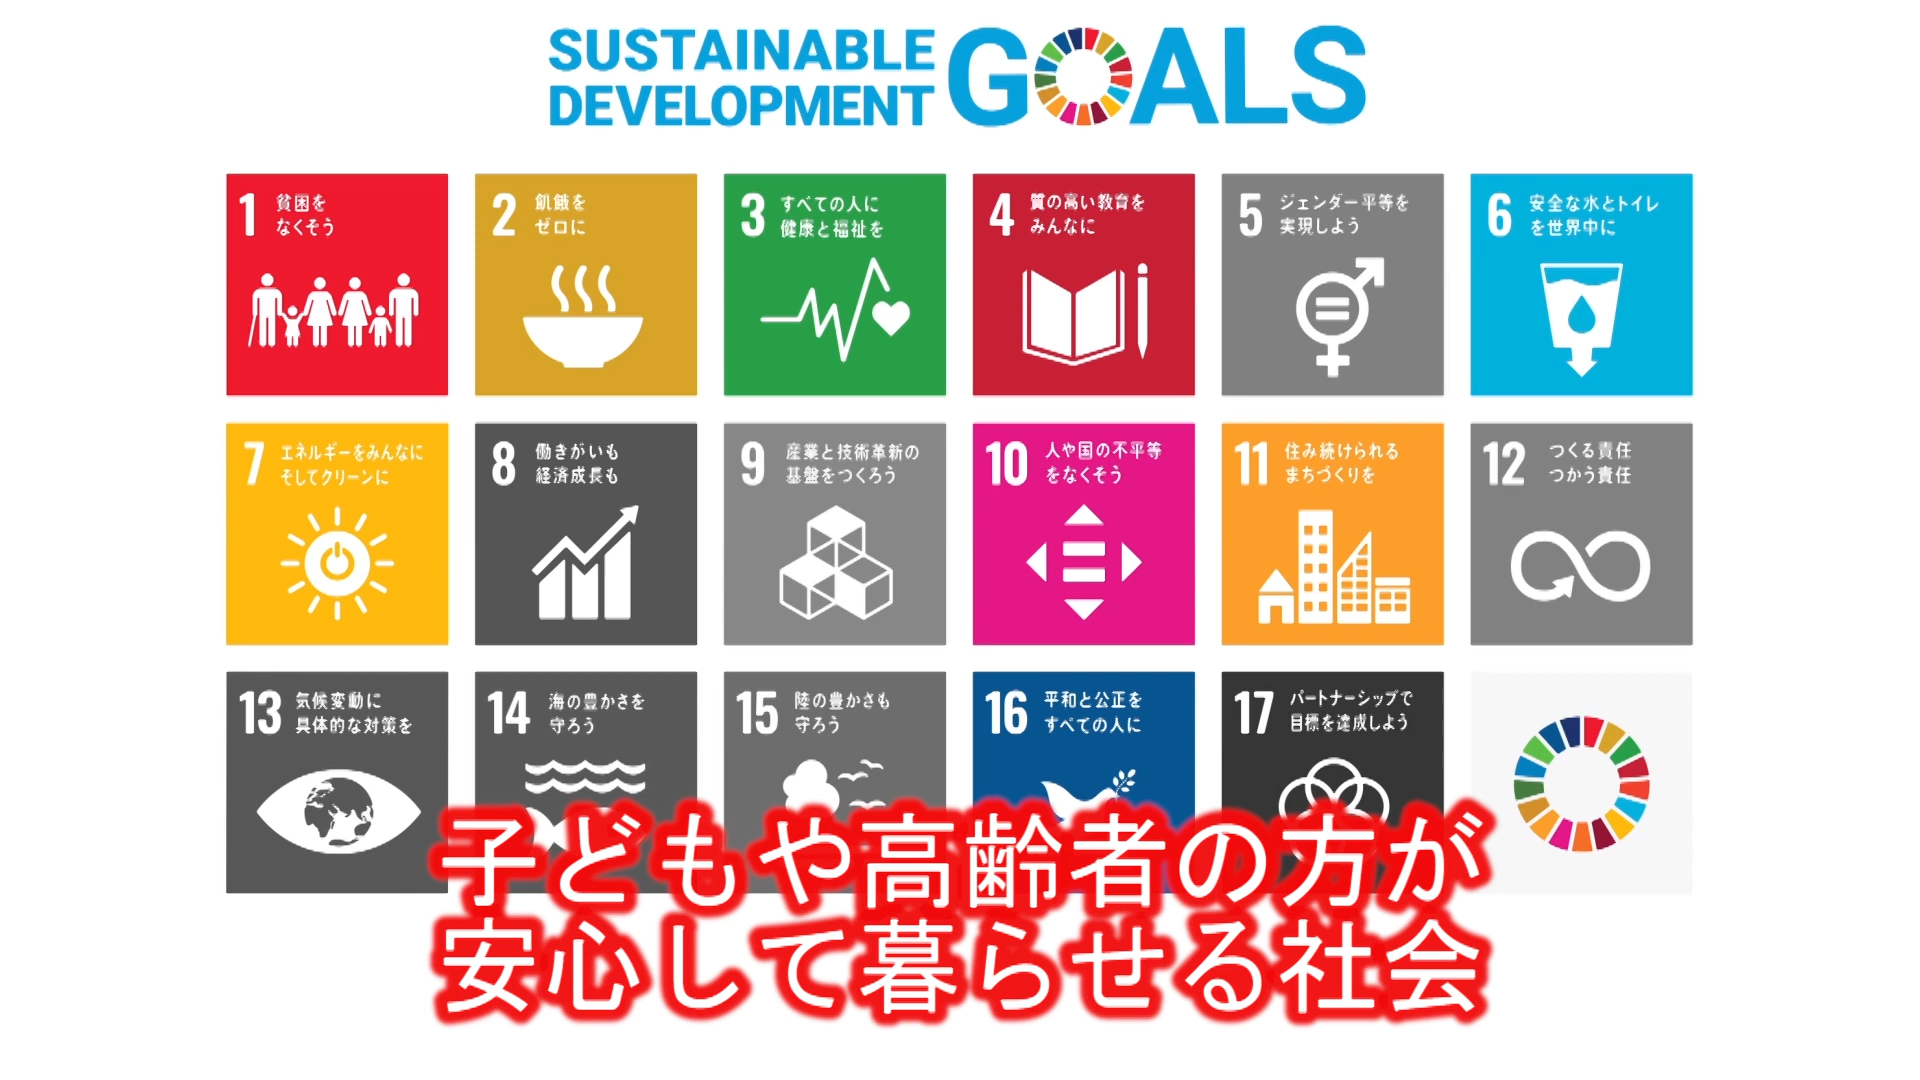 SUSTAINABLE
DEVELOPMENT
GOALS
1 貧困を
なくそう
2 飢餓を
ゼロに
3 すべての人に
健康と福祉を
4 質の高い教育を
みんなに
5 ジェンダー平等を
実現しよう
6 安全な水とトイレ
を世界中に
7 エネルギーをみんなに
そしてクリーンに
8 働きがいも
経済成長も
9 産業と技術革新の
基盤をつくろう
10 人や国の不平等
をなくそう
11 住み続けられる
まちづくりを
12 つくる責任
つかう責任
13 気候変動に
具体的な対策を
14 海の豊かさを
守ろう
15 陸の豊かさも
守ろう
16 平和と公正を
すべての人に
17 パートナーシップで
目標を達成しよう
子どもや高齢者の方が
安心して暮らせる社会